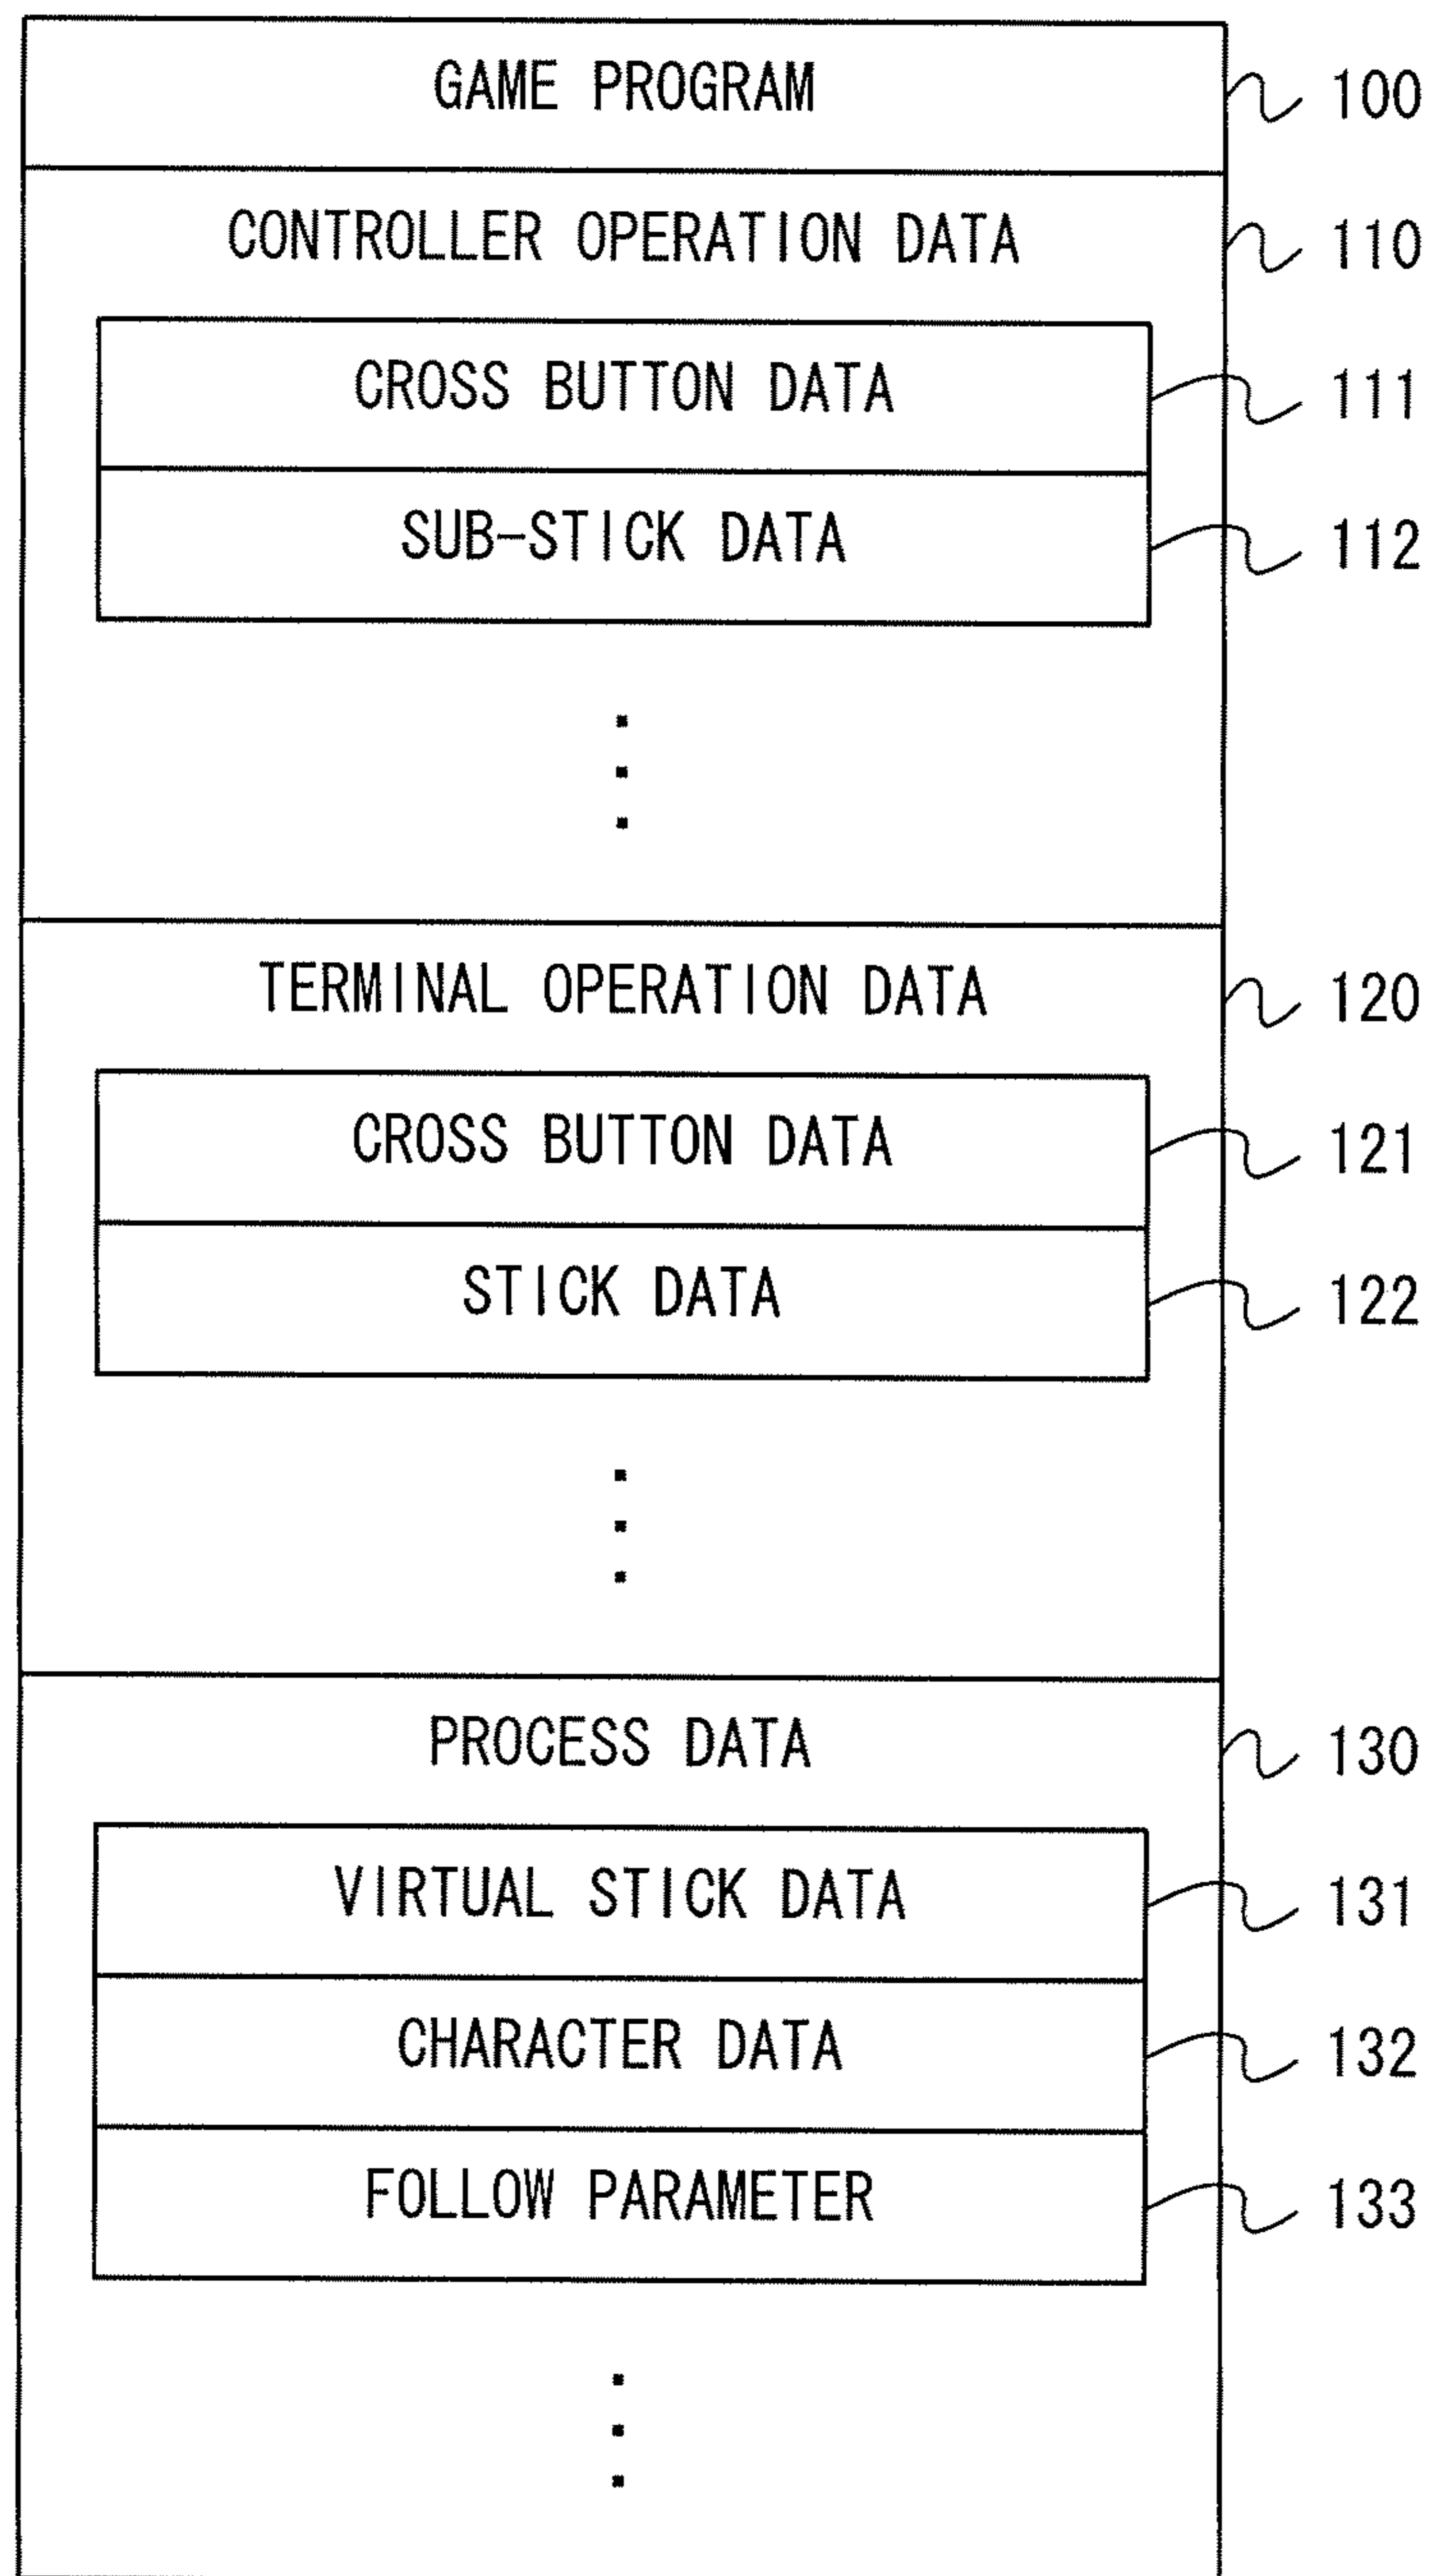 GAME PROGRAM 100
CONTROLLER OPERATION DATA 110
CROSS BUTTON DATA 111
SUB-STICK DATA 112
TERMINAL OPERATION DATA 120
CROSS BUTTON DATA 121
STICK DATA 122
PROCESS DATA 130
VIRTUAL STICK DATA 131
CHARACTER DATA 132
FOLLOW PARAMETER 133